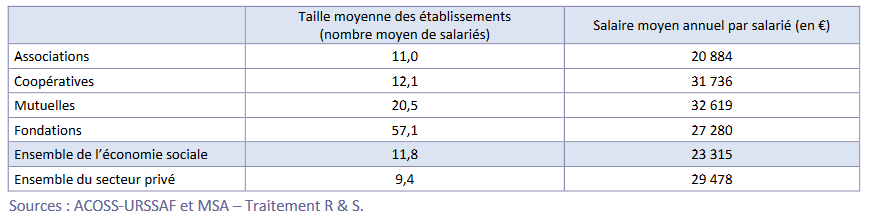 Taille moyenne des établissements (nombre moyen de salariés) Salaire moyen annuel par salarié (en €)
Associations 11,0 20 884
Coopératives 12,1 31 736
Mutuelles 20,5 32 619
Fondations 57,1 27 280
Ensemble de l'économie sociale 11,8 23 315
Ensemble du secteur privé 9,4 29 478
Sources : ACOSS-URSSAF et MSA – Traitement R & S.